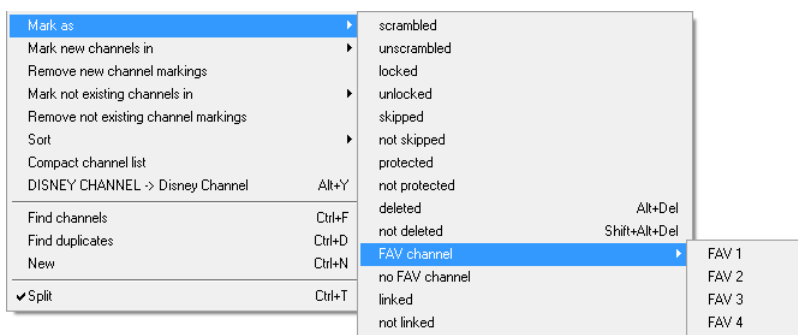 Mark as
Mark new channels in
Remove new channel markings
Mark not existing channels in
Remove not existing channel markings
Sort
Compact channel list
DISNEY CHANNEL -> Disney Channel Alt+Y
Find channels Ctrl+F
Find duplicates Ctrl+D
New Ctrl+N
Split Ctrl+T
scrambled
unscrambled
locked
unlocked
skipped
not skipped
protected
not protected
deleted Alt+Del
not deleted Shift+Alt+Del
FAV channel
no FAV channel
linked
not linked
FAV 1
FAV 2
FAV 3
FAV 4